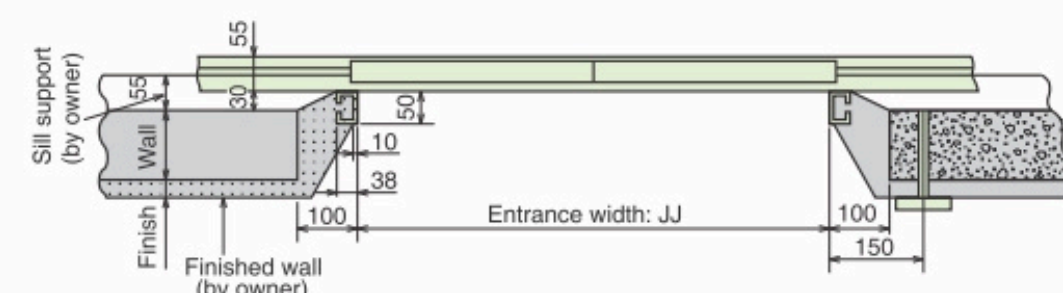 Sill support
(by owner)
55
55
30
50
Wall
10
38
100
Entrance width: JJ
100
150
Finish
Finished wall
(by owner)